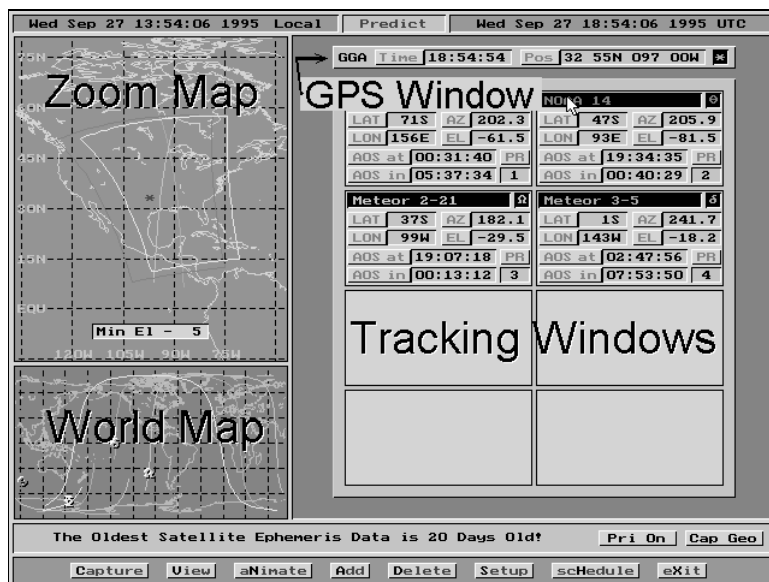 Wed Sep 27 13:54:06 1995 Local Predict Wed Sep 27 18:54:06 1995 UTC
75N
Zoom Map
45N
30N
15N
EQU
Min El - 5
120W 105W 90W 75W
World Map
GGA Time 18:54:54 Pos 32 55N 097 00W *
GPS Window
NOAA 14 Θ
LAT 71S AZ 202.3 LAT 47S AZ 205.9
LON 156E EL -61.5 LON 93E EL -81.5
AOS at 00:31:40 PR AOS at 19:34:35 PR
AOS in 05:37:34 1 AOS in 00:40:29 2
Meteor 2-21 Ω Meteor 3-5 δ
LAT 37S AZ 182.1 LAT 1S AZ 241.7
LON 99W EL -29.5 LON 143W EL -18.2
AOS at 19:07:18 PR AOS at 02:47:56 PR
AOS in 00:13:12 3 AOS in 07:53:50 4
Tracking Windows
The Oldest Satellite Ephemeris Data is 20 Days Old!
Pri On Cap Geo
Capture View aNimate Add Delete Setup scHedule eXit